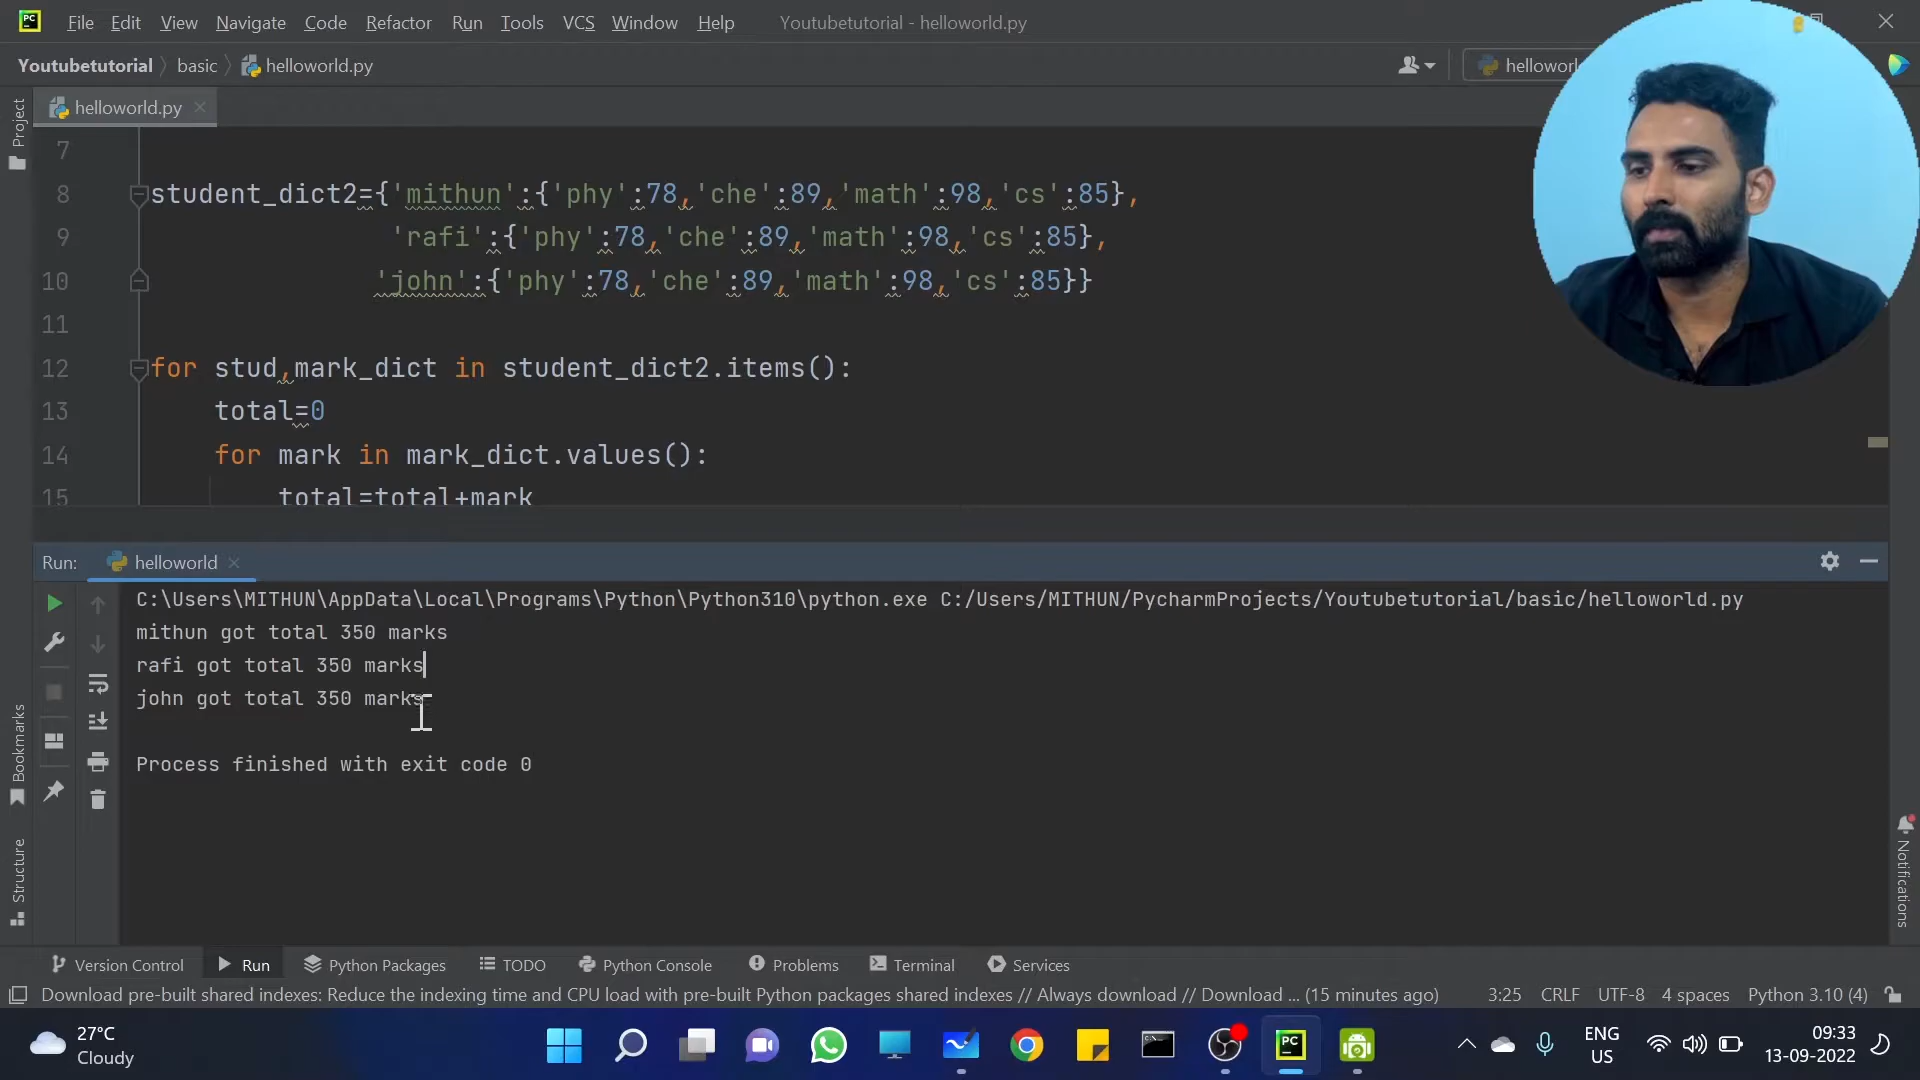 File Edit View Navigate Code Refactor Run Tools VCS Window Help Youtubetutorial - helloworld.py
Youtubetutorial basic helloworld.py
helloworld.py
Project
7
8 student_dict2={'mithun':{'phy':78,'che':89,'math':98,'cs':85},
9 'rafi':{'phy':78,'che':89,'math':98,'cs':85},
10 'john':{'phy':78,'che':89,'math':98,'cs':85}}
11
12 for stud,mark_dict in student_dict2.items():
13 total=0
14 for mark in mark_dict.values():
15 total=total+mark
Run: helloworld
C:\Users\MITHUN\AppData\Local\Programs\Python\Python310\python.exe C:/Users/MITHUN/PycharmProjects/Youtubetutorial/basic/helloworld.py
mithun got total 350 marks
rafi got total 350 marks
john got total 350 marks
Process finished with exit code 0
Bookmarks
Structure
Notifications
Version Control Run Python Packages TODO Python Console Problems Terminal Services
Download pre-built shared indexes: Reduce the indexing time and CPU load with pre-built Python packages shared indexes // Always download // Download ... (15 minutes ago) 3:25 CRLF UTF-8 4 spaces Python 3.10 (4)
27°C
Cloudy
PC
ENG
US
09:33
13-09-2022